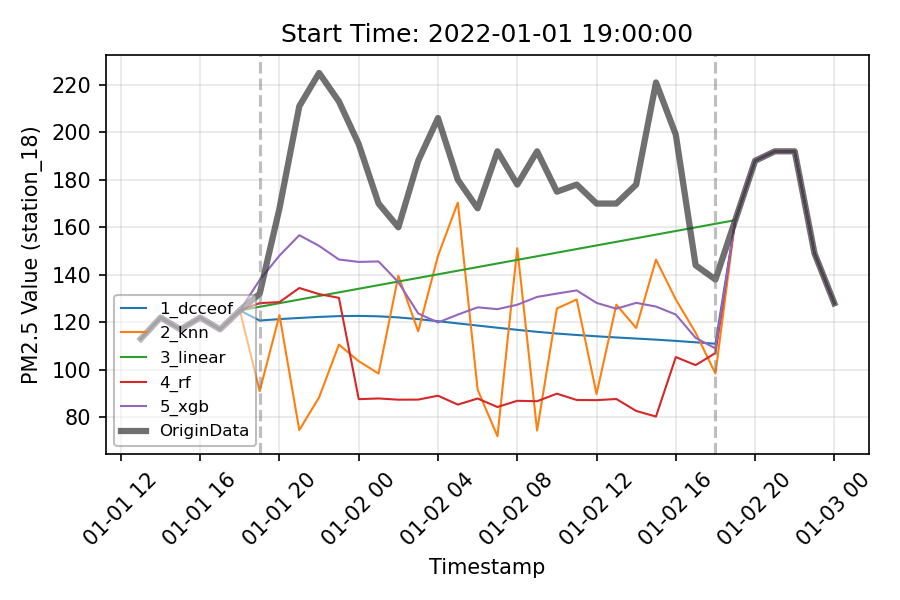 Start Time: 2022-01-01 19:00:00
PM2.5 Value (station_18)
220
200
180
160
140
120
100
80
1_dcceof
2_knn
3_linear
4_rf
5_xgb
OriginData
01-01 12
01-01 16
01-01 20
01-02 00
01-02 04
01-02 08
01-02 12
01-02 16
01-02 20
01-03 00
Timestamp